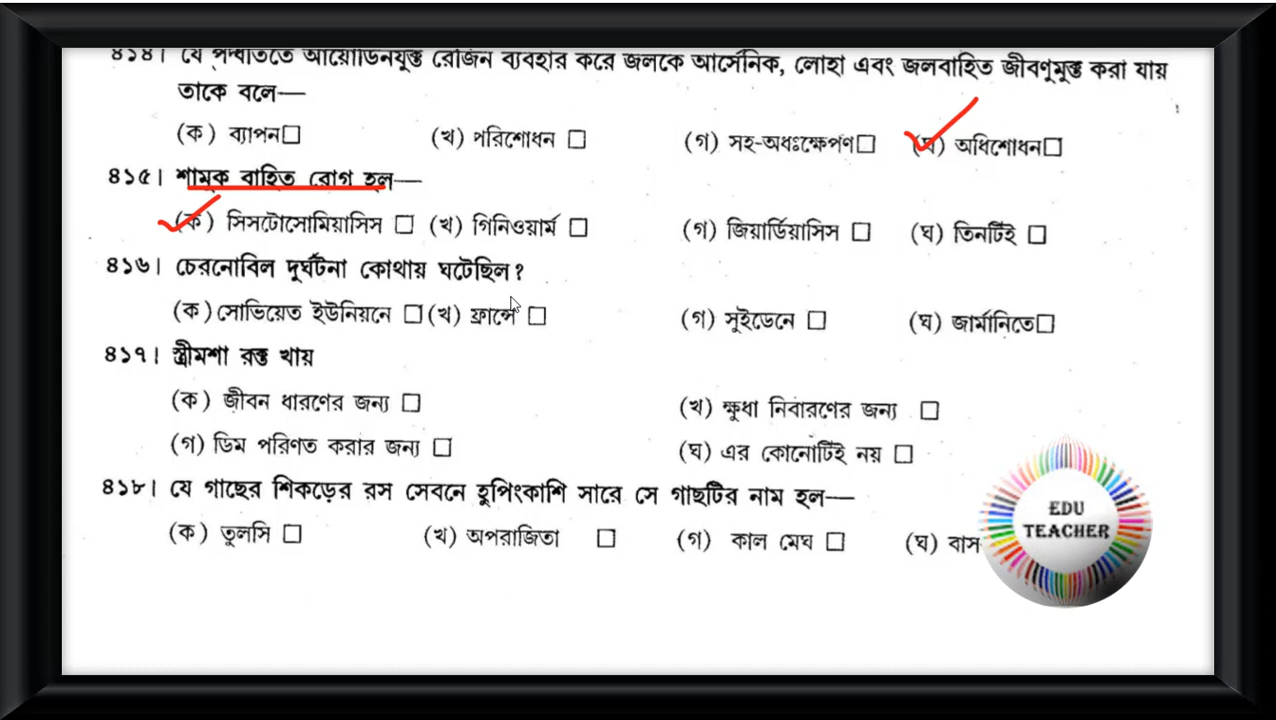 ৪১৪। যে পদ্ধতিতে আয়োডিনযুক্ত রেজিন ব্যবহার করে জলকে আর্সেনিক, লোহা এবং জলবাহিত জীবণুমুক্ত করা যায়
তাকে বলে—
(ক) ব্যাপন□ (খ) পরিশোধন □ (গ) সহ-অধঃক্ষেপণ□ (ঘ) অধিশোধন□
৪১৫। শামুক বাহিত রোগ হল—
(ক) সিসটোসোমিয়াসিস □ (খ) গিনিওয়ার্ম □ (গ) জিয়ার্ডিয়াসিস □ (ঘ) তিনটিই □
৪১৬। চেরনোবিল দুর্ঘটনা কোথায় ঘটেছিল?
(ক) সোভিয়েত ইউনিয়নে □ (খ) ফ্রান্সে □ (গ) সুইডেনে □ (ঘ) জার্মানিতে□
৪১৭। স্ত্রীমশা রক্ত খায়
(ক) জীবন ধারণের জন্য □ (খ) ক্ষুধা নিবারণের জন্য □
(গ) ডিম পরিণত করার জন্য □ (ঘ) এর কোনোটিই নয় □
৪১৮। যে গাছের শিকড়ের রস সেবনে হুপিংকাশি সারে সে গাছটির নাম হল—
(ক) তুলসি □ (খ) অপরাজিতা □ (গ) কাল মেঘ □ (ঘ) বাস
EDU
TEACHER